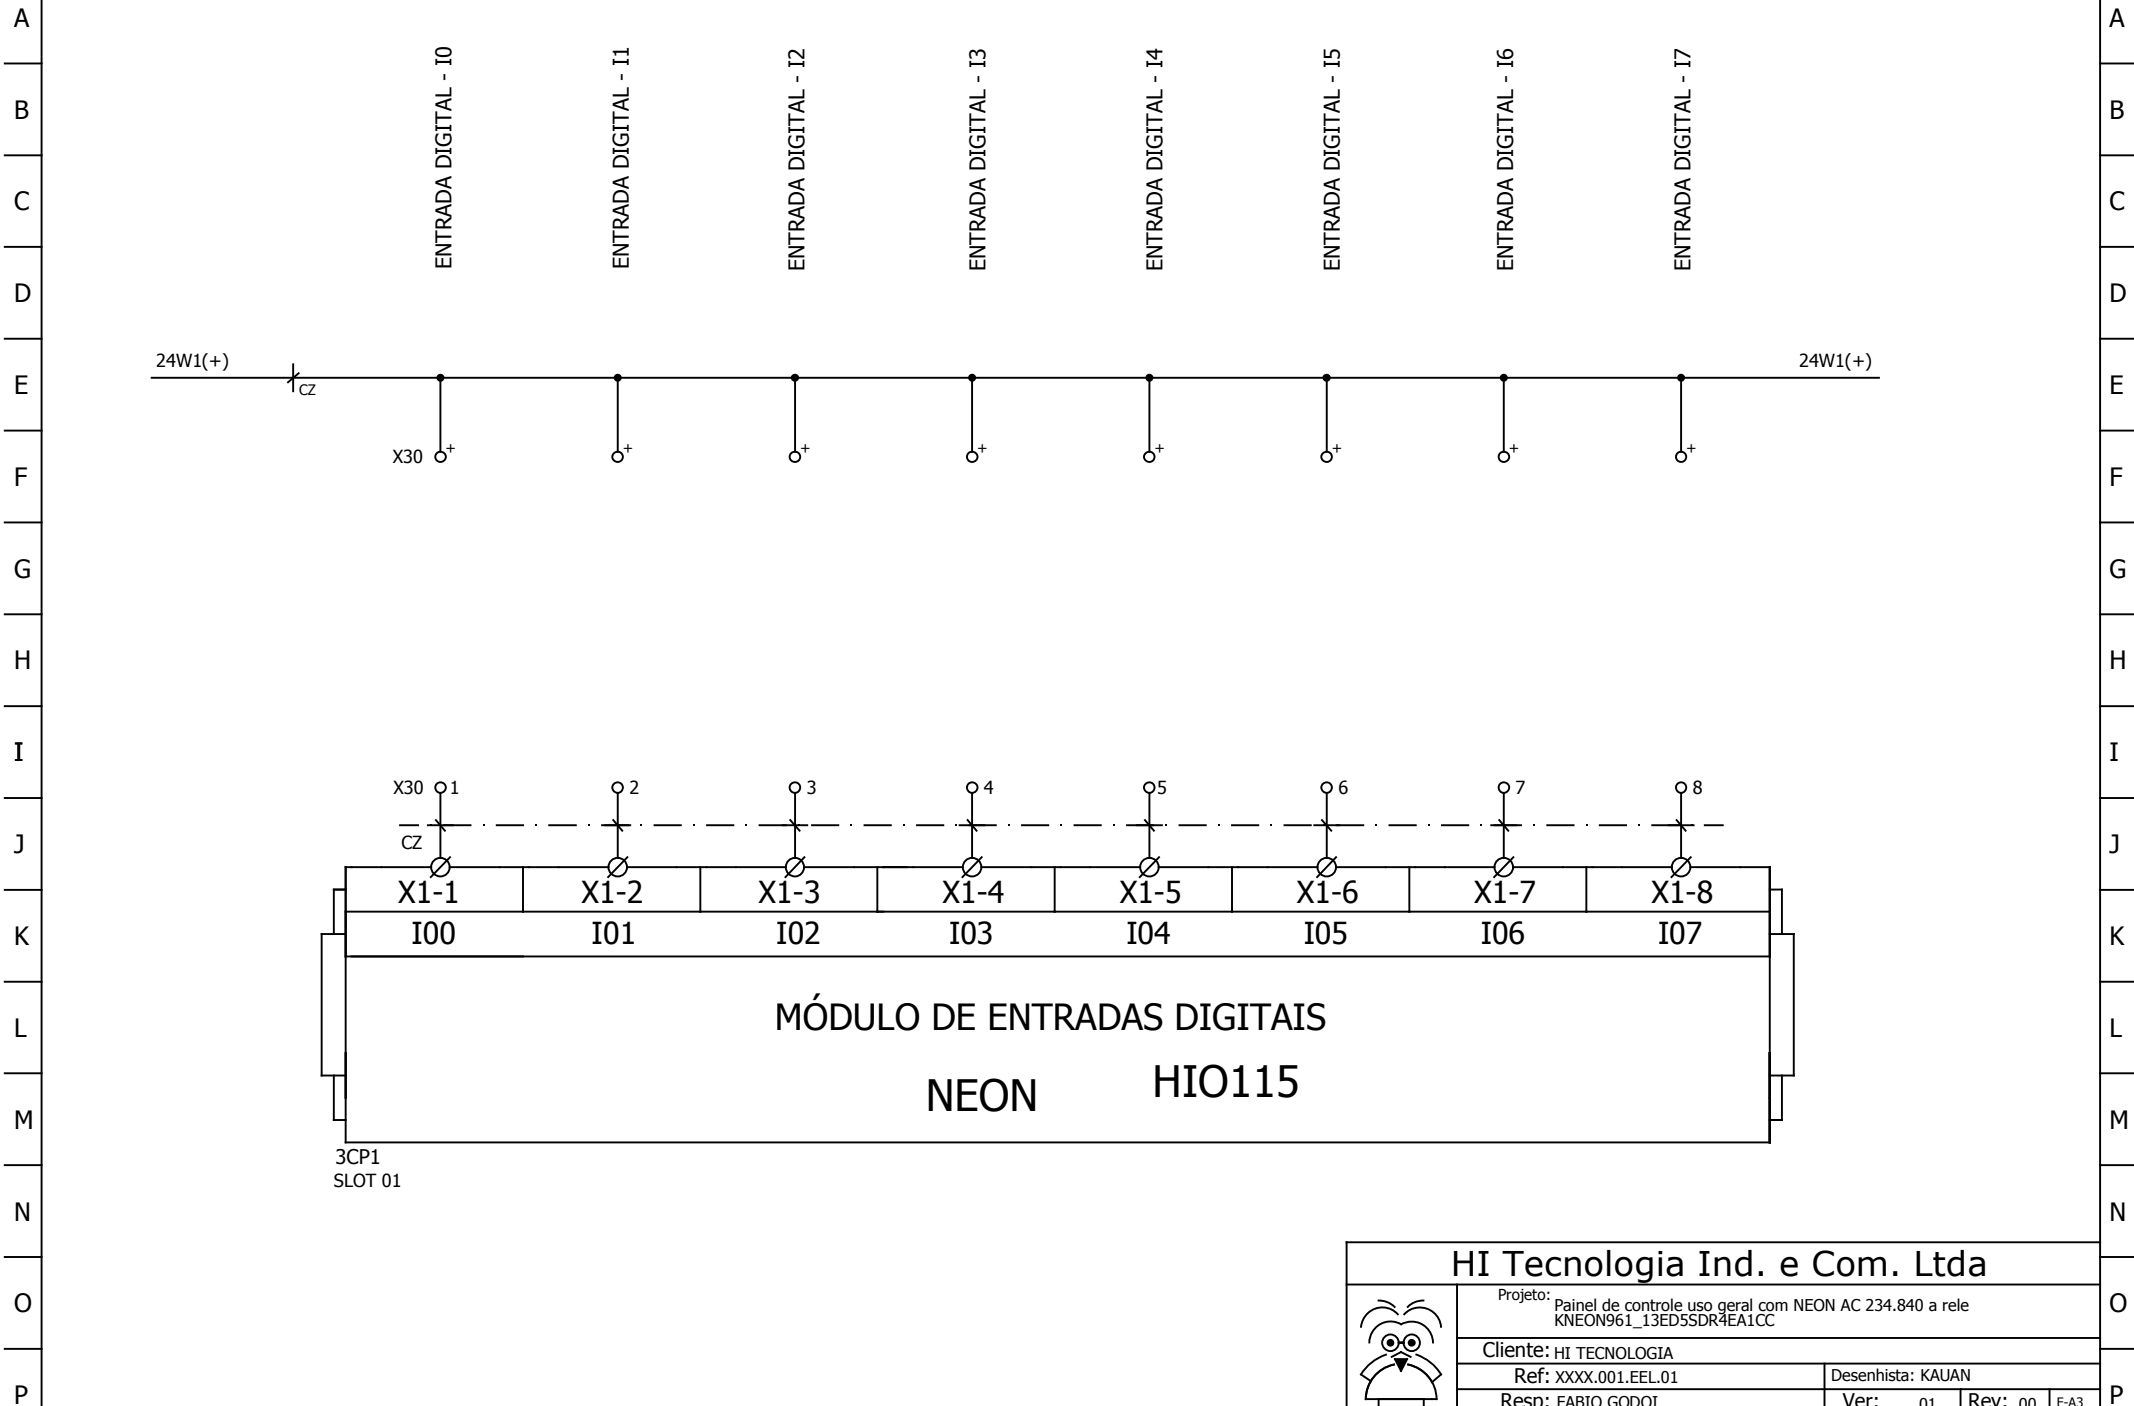 A A
ENTRADA DIGITAL - I0
ENTRADA DIGITAL - I1
ENTRADA DIGITAL - I2
ENTRADA DIGITAL - I3
ENTRADA DIGITAL - I4
ENTRADA DIGITAL - I5
ENTRADA DIGITAL - I6
ENTRADA DIGITAL - I7
B B
C C
D D
24W1(+) 24W1(+)
E CZ E
X30 + + + + + + + +
F F
G G
H H
I I
X30 1 2 3 4 5 6 7 8
J CZ J
X1-1 X1-2 X1-3 X1-4 X1-5 X1-6 X1-7 X1-8
K I00 I01 I02 I03 I04 I05 I06 I07 K
L MÓDULO DE ENTRADAS DIGITAIS L
NEON HIO115
M M
3CP1
SLOT 01
N N
HI Tecnologia Ind. e Com. Ltda
O O
Projeto: Painel de controle uso geral com NEON AC 234.840 a rele
KNEON961_13ED5SDR4EA1CC
Cliente: HI TECNOLOGIA
Ref: XXXX.001.EEL.01 Desenhista: KAUAN
P P
Resp: FABIO GODOI Ver: 01 Rev: 00 F-A3